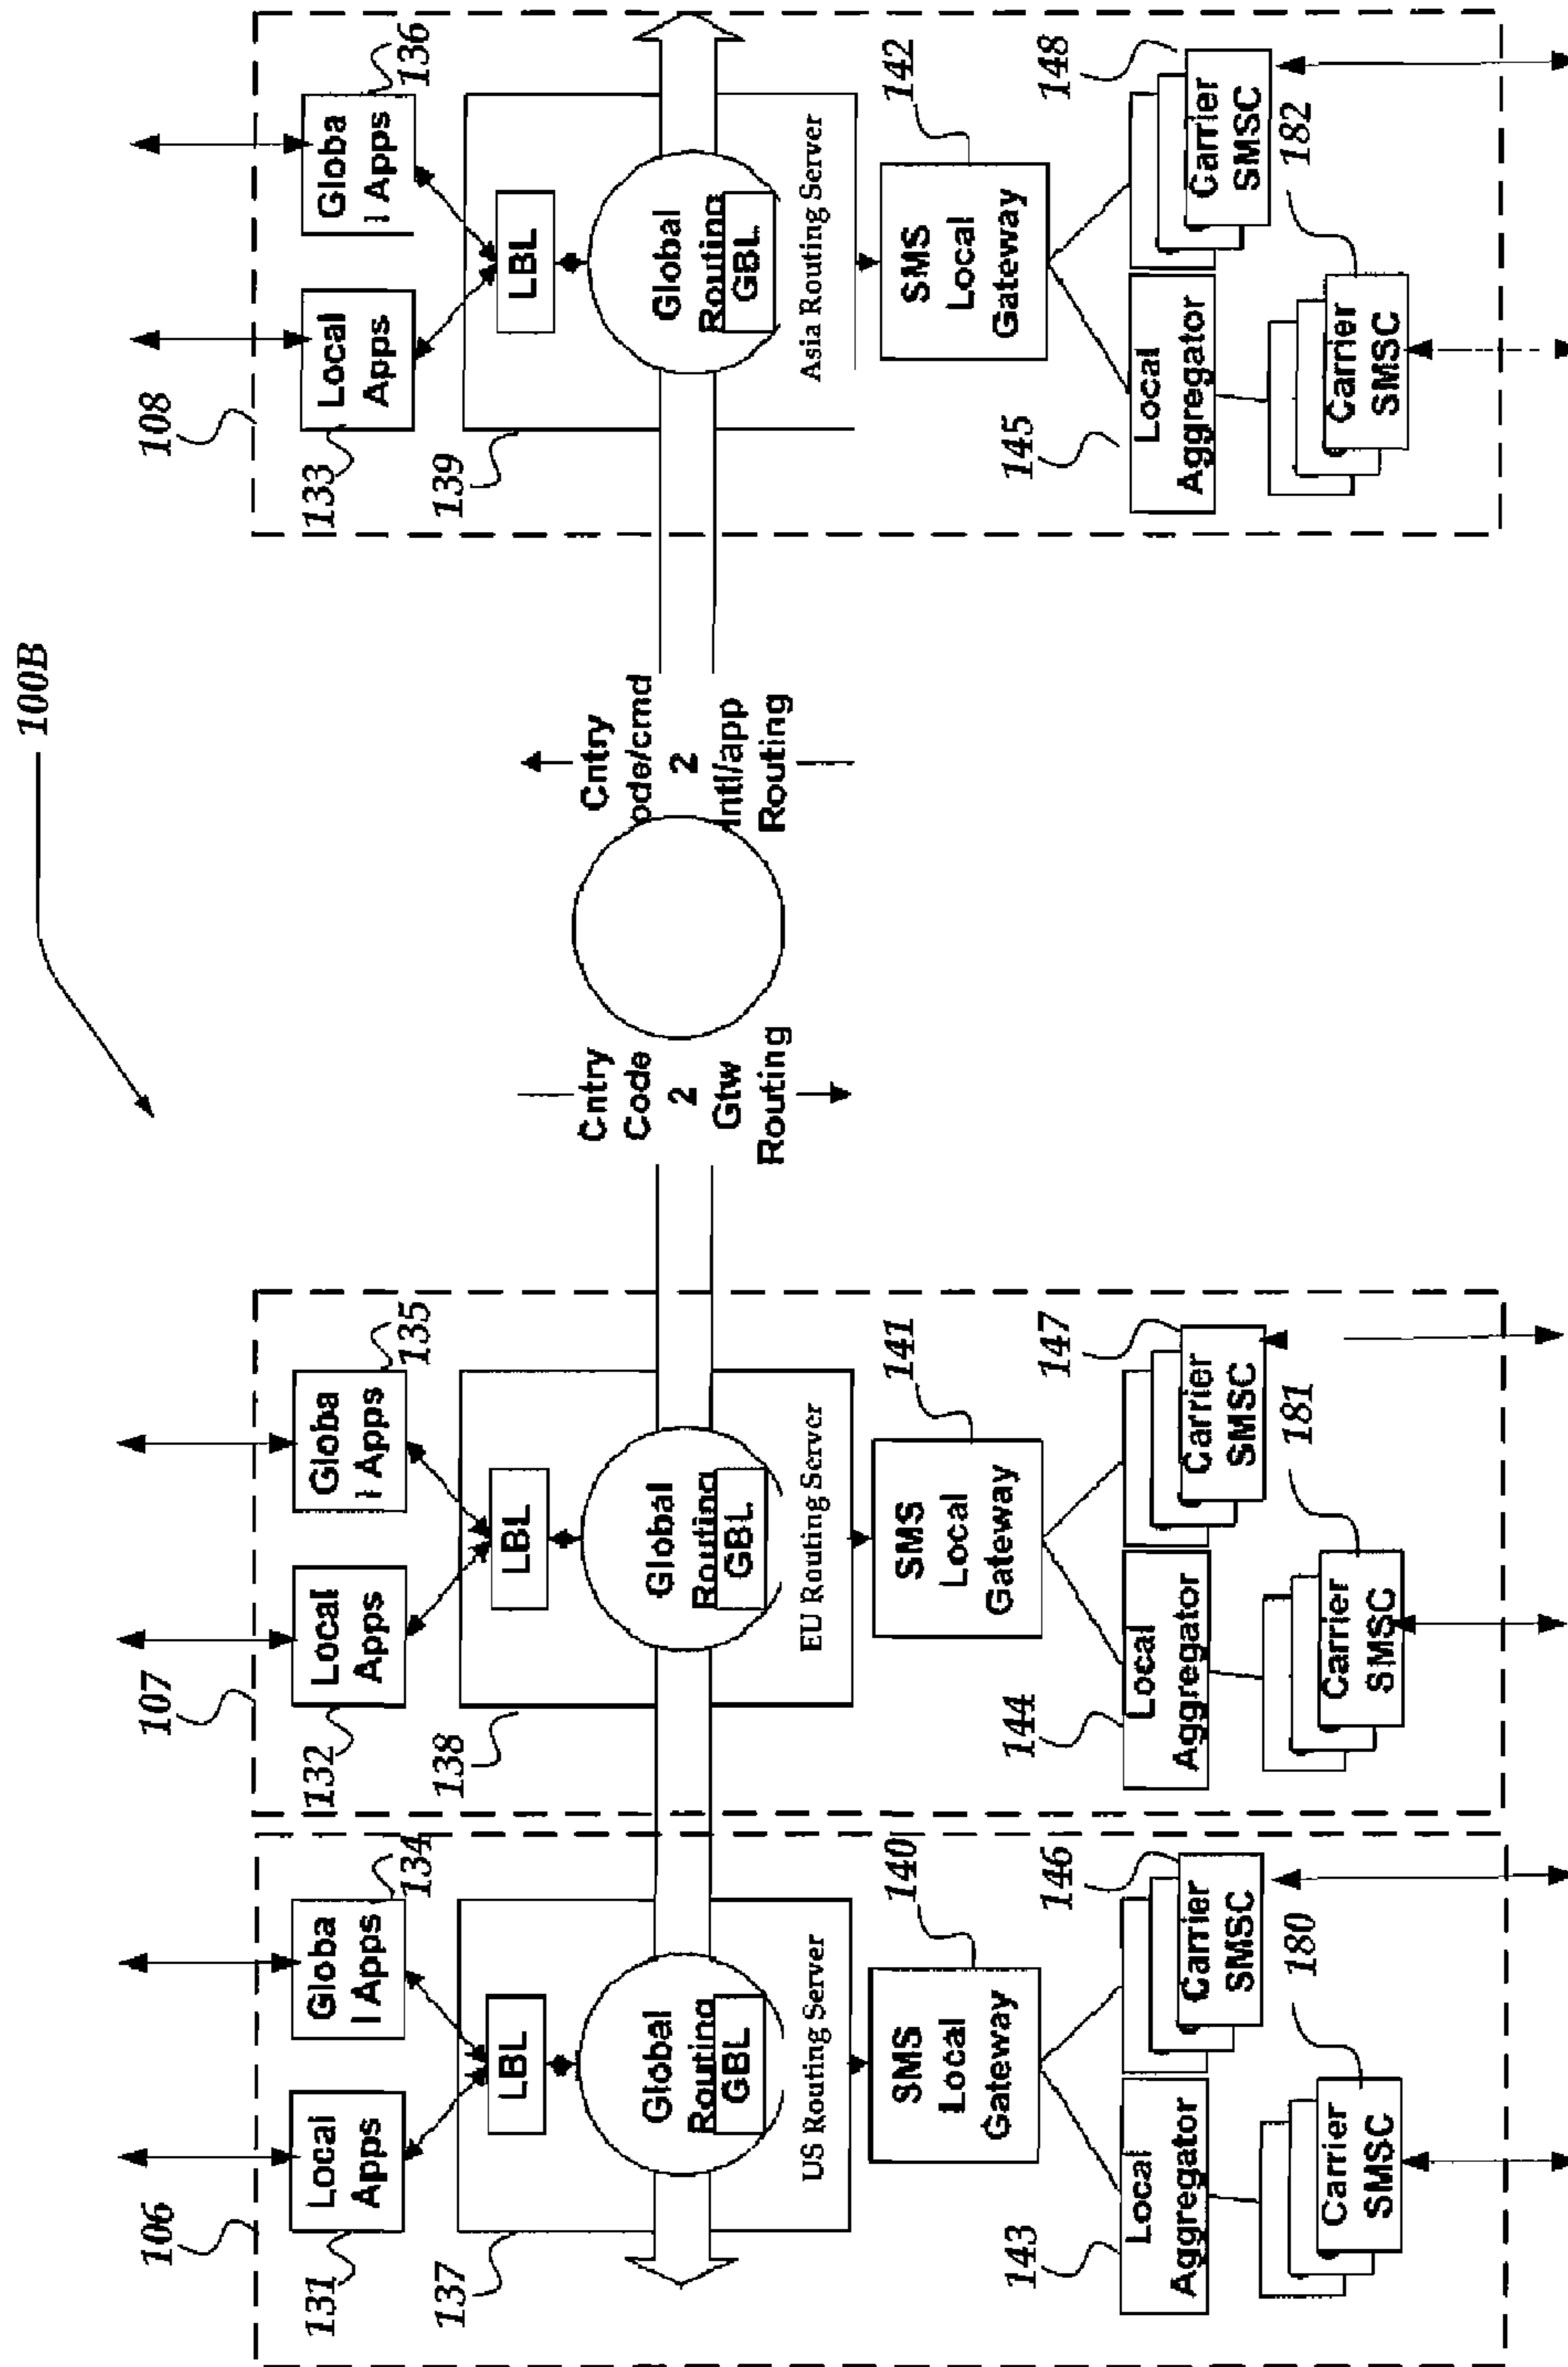 100B
106
107
108
131
Local
Apps
134
Globa
l Apps
132
Local
Apps
135
Globa
l Apps
133
Local
Apps
136
Globa
l Apps
137
LBL
Global
Routing
GBL
US Routing Server
138
LBL
Global
Routing
GBL
EU Routing Server
Cntry
Code
2
Gtw
Routing
Cntry
ode/cmd
2
Intl/app
Routing
139
LBL
Global
Routing
GBL
Asia Routing Server
140
SMS
Local
Gateway
141
SMS
Local
Gateway
142
SMS
Local
Gateway
143
Local
Aggregator
146
Carrier
SMSC
180
Carrier
SMSC
144
Local
Aggregator
147
Carrier
SMSC
181
Carrier
SMSC
145
Local
Aggregator
148
Carrier
SMSC
182
Carrier
SMSC